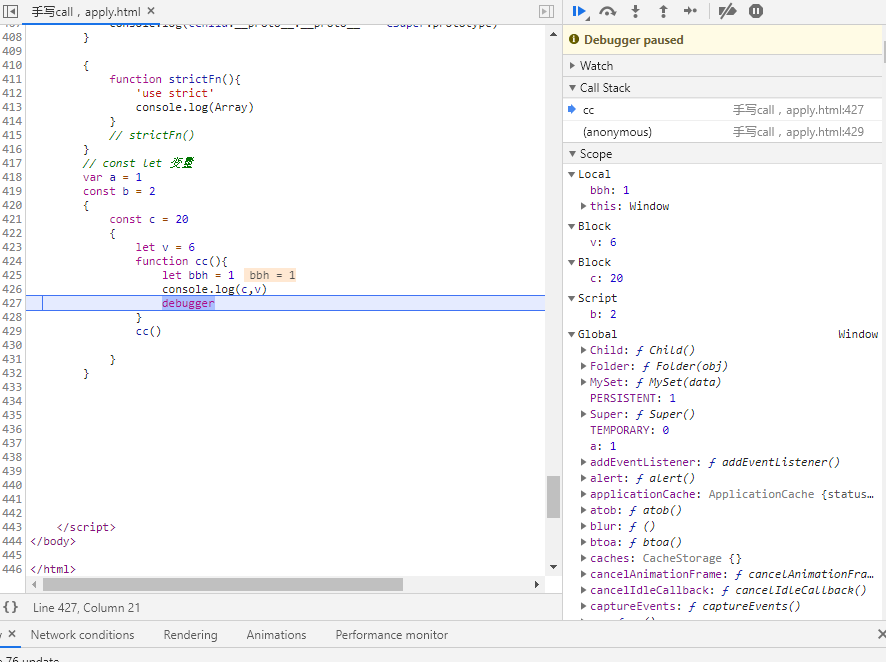 手写call，apply.html ×
408 }
409
410 {
411 function strictFn(){
412 'use strict'
413 console.log(Array)
414 }
415 // strictFn()
416 }
417 // const let 变量
418 var a = 1
419 const b = 2
420 {
421 const c = 20
422 {
423 let v = 6
424 function cc(){
425 let bbh = 1 bbh = 1
426 console.log(c,v)
427 debugger
428 }
429 cc()
430
431 }
432 }
433
434
435
436
437
438
439
440
441
442
443 </script>
444 </body>
445
446 </html>
{} Line 427, Column 21
Debugger paused
Watch
Call Stack
cc 手写call，apply.html:427
(anonymous) 手写call，apply.html:429
Scope
Local
bbh: 1
this: Window
Block
v: 6
Block
c: 20
Script
b: 2
Global Window
Child: ƒ Child()
Folder: ƒ Folder(obj)
MySet: ƒ MySet(data)
PERSISTENT: 1
Super: ƒ Super()
TEMPORARY: 0
a: 1
addEventListener: ƒ addEventListener()
alert: ƒ alert()
applicationCache: ApplicationCache {status…
atob: ƒ atob()
blur: ƒ ()
btoa: ƒ btoa()
caches: CacheStorage {}
cancelAnimationFrame: ƒ cancelAnimationFra…
cancelIdleCallback: ƒ cancelIdleCallback()
captureEvents: ƒ captureEvents()
× Network conditions Rendering Animations Performance monitor ×
76 update